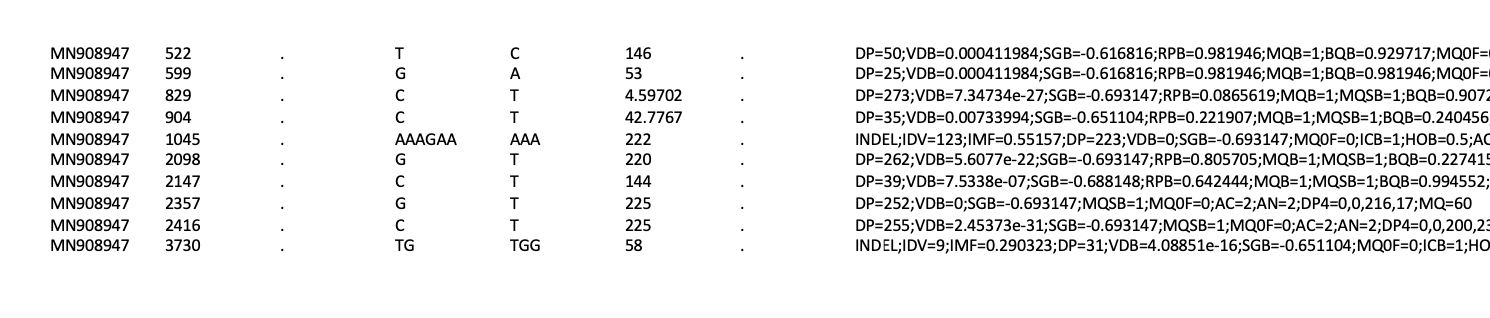 MN908947 522 . T C 146 . DP=50;VDB=0.000411984;SGB=-0.616816;RPB=0.981946;MQB=1;BQB=0.929717;MQ0F=
MN908947 599 . G A 53 . DP=25;VDB=0.000411984;SGB=-0.616816;RPB=0.981946;MQB=1;BQB=0.981946;MQ0F=
MN908947 829 . C T 4.59702 . DP=273;VDB=7.34734e-27;SGB=-0.693147;RPB=0.0865619;MQB=1;MQSB=1;BQB=0.9072
MN908947 904 . C T 42.7767 . DP=35;VDB=0.00733994;SGB=-0.651104;RPB=0.221907;MQB=1;MQSB=1;BQB=0.240456;
MN908947 1045 . AAAGAA AAA 222 . INDEL;IDV=123;IMF=0.55157;DP=223;VDB=0;SGB=-0.693147;MQ0F=0;ICB=1;HOB=0.5;AC
MN908947 2098 . G T 220 . DP=262;VDB=5.6077e-22;SGB=-0.693147;RPB=0.805705;MQB=1;MQSB=1;BQB=0.227415
MN908947 2147 . C T 144 . DP=39;VDB=7.5338e-07;SGB=-0.688148;RPB=0.642444;MQB=1;MQSB=1;BQB=0.994552;
MN908947 2357 . G T 225 . DP=252;VDB=0;SGB=-0.693147;MQSB=1;MQ0F=0;AC=2;AN=2;DP4=0,0,216,17;MQ=60
MN908947 2416 . C T 225 . DP=255;VDB=2.45373e-31;SGB=-0.693147;MQSB=1;MQ0F=0;AC=2;AN=2;DP4=0,0,200,23
MN908947 3730 . TG TGG 58 . INDEL;IDV=9;IMF=0.290323;DP=31;VDB=4.08851e-16;SGB=-0.651104;MQ0F=0;ICB=1;HO